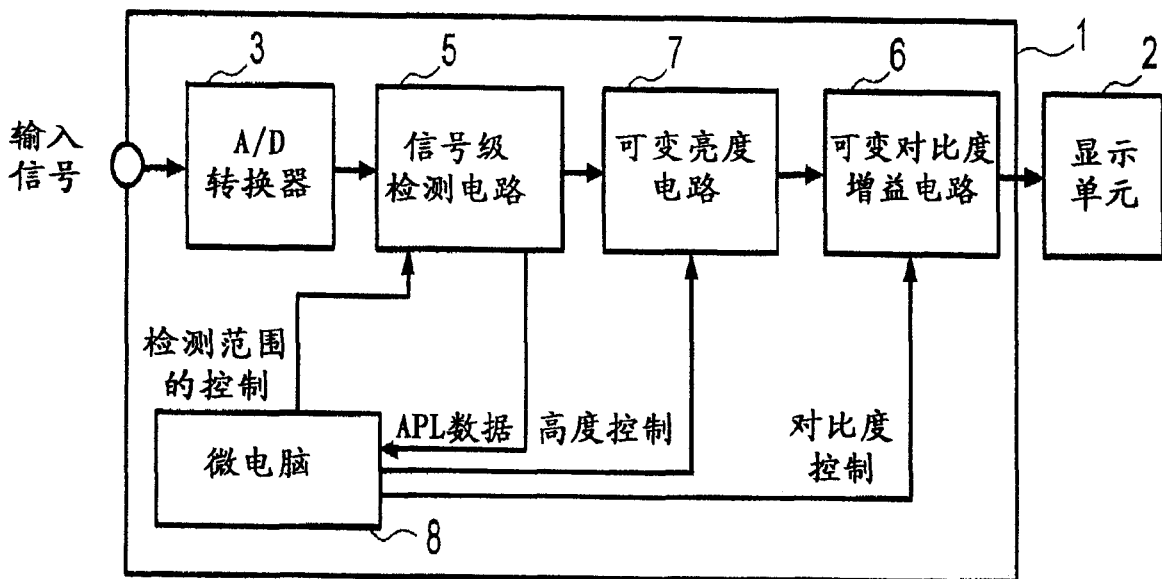 1
3
5
7
6
2
输入
信号
A/D
转换器
信号级
检测电路
可变亮度
电路
可变对比度
增益电路
显示
单元
检测范围
的控制
APL数据
高度控制
对比度
控制
微电脑
8